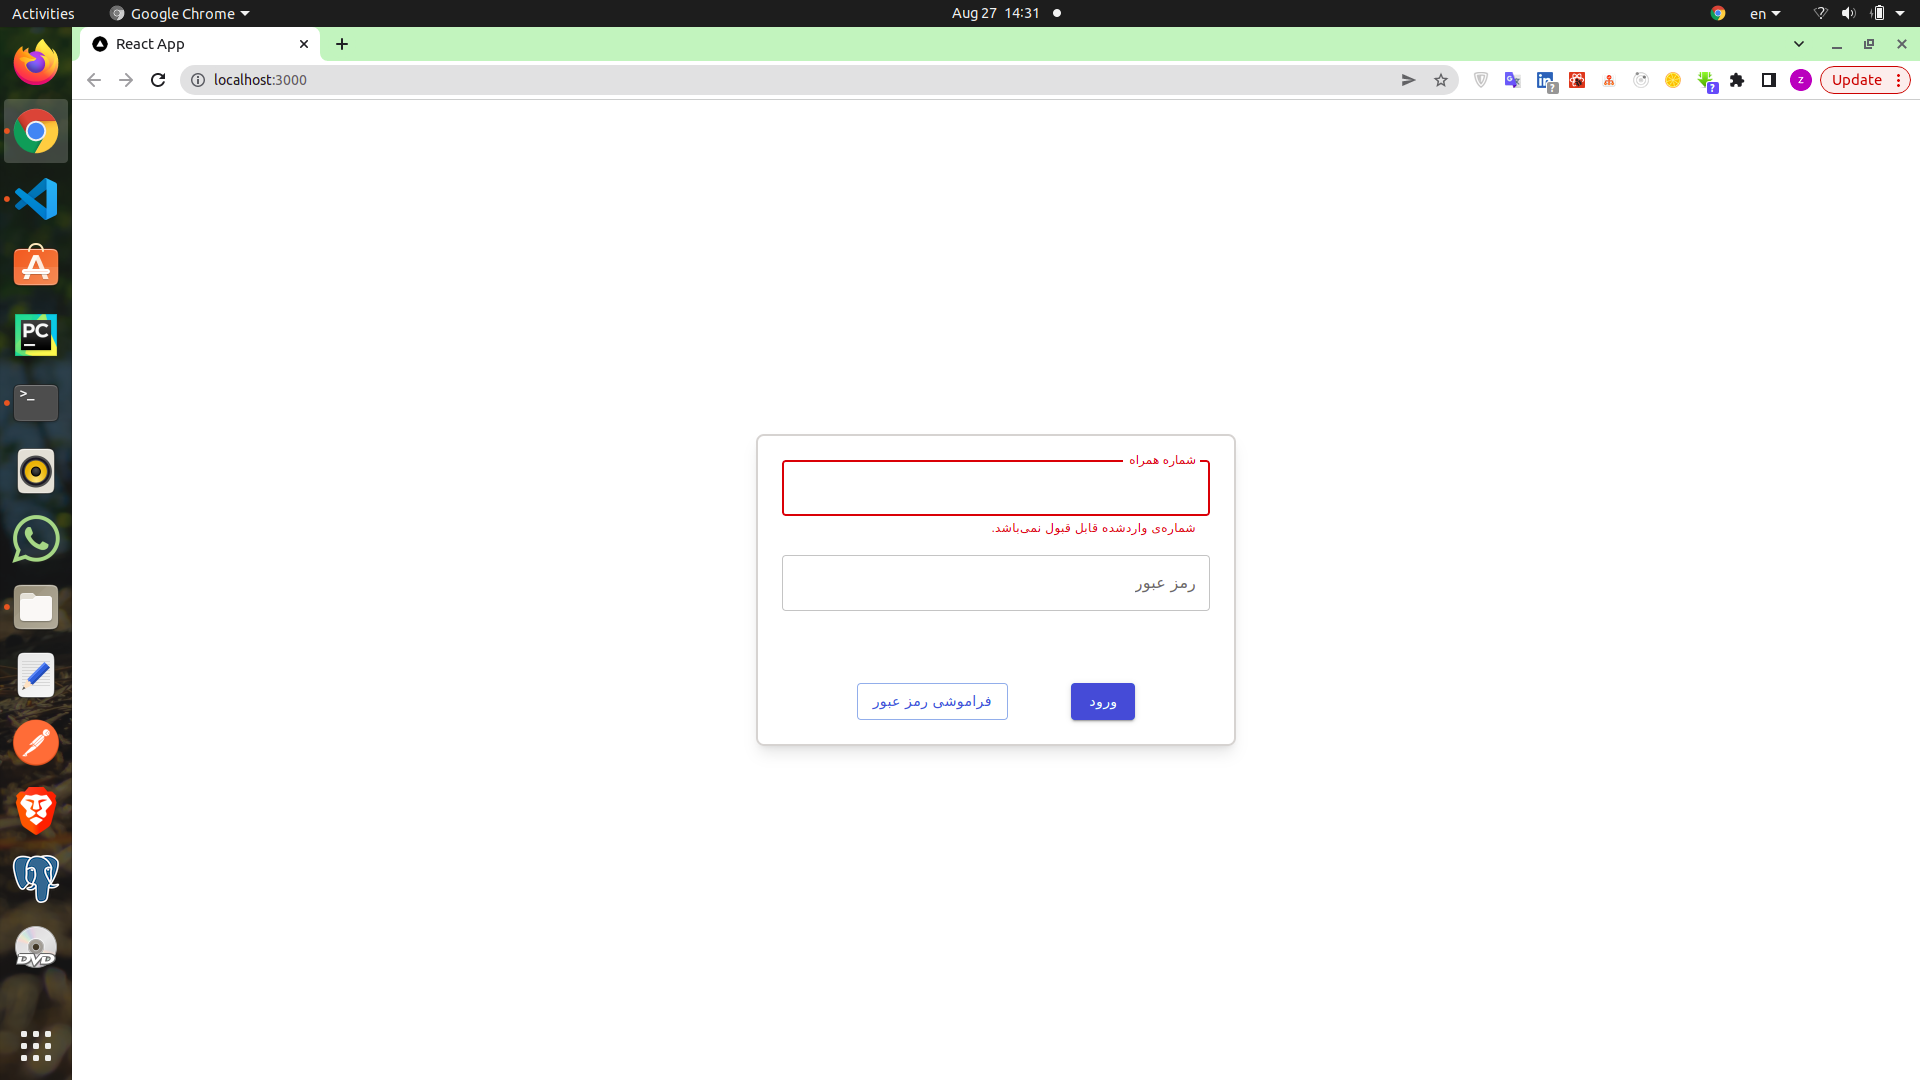 Activities
Google Chrome
Aug 27 14:31
en
React App
localhost:3000
z
Update
شماره همراه
شماره‌ی واردشده قابل قبول نمی‌باشد.
رمز عبور
ورود
فراموشی رمز عبور
PC
>_
DVD
in
?
?
G